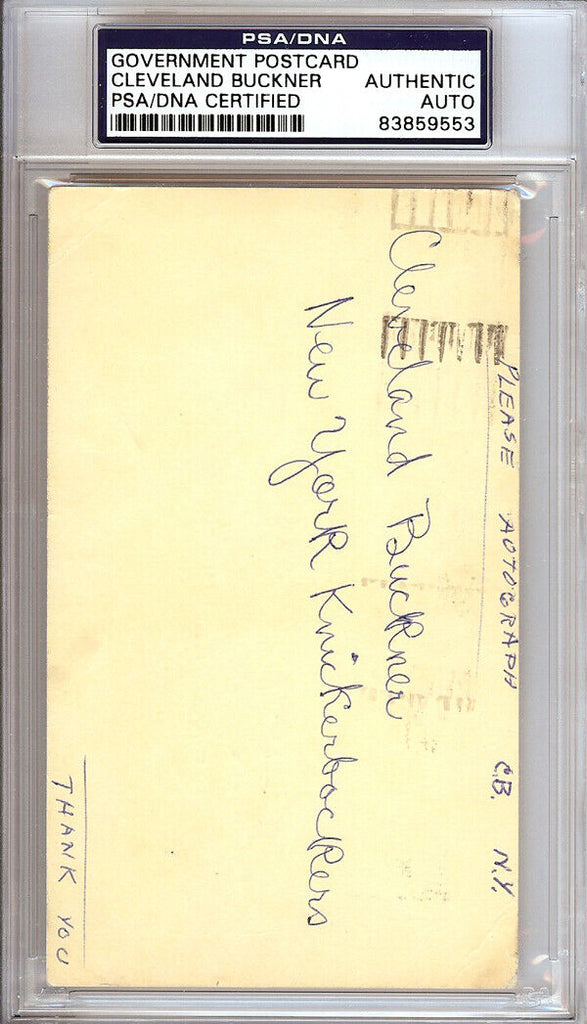 PSA/DNA
GOVERNMENT POSTCARD
CLEVELAND BUCKNER AUTHENTIC
PSA/DNA CERTIFIED AUTO
83859553
PLEASE AUTOGRAPH C.B. N.Y.
Cleveland Buckner
New York Knickerbockers
THANK YOU